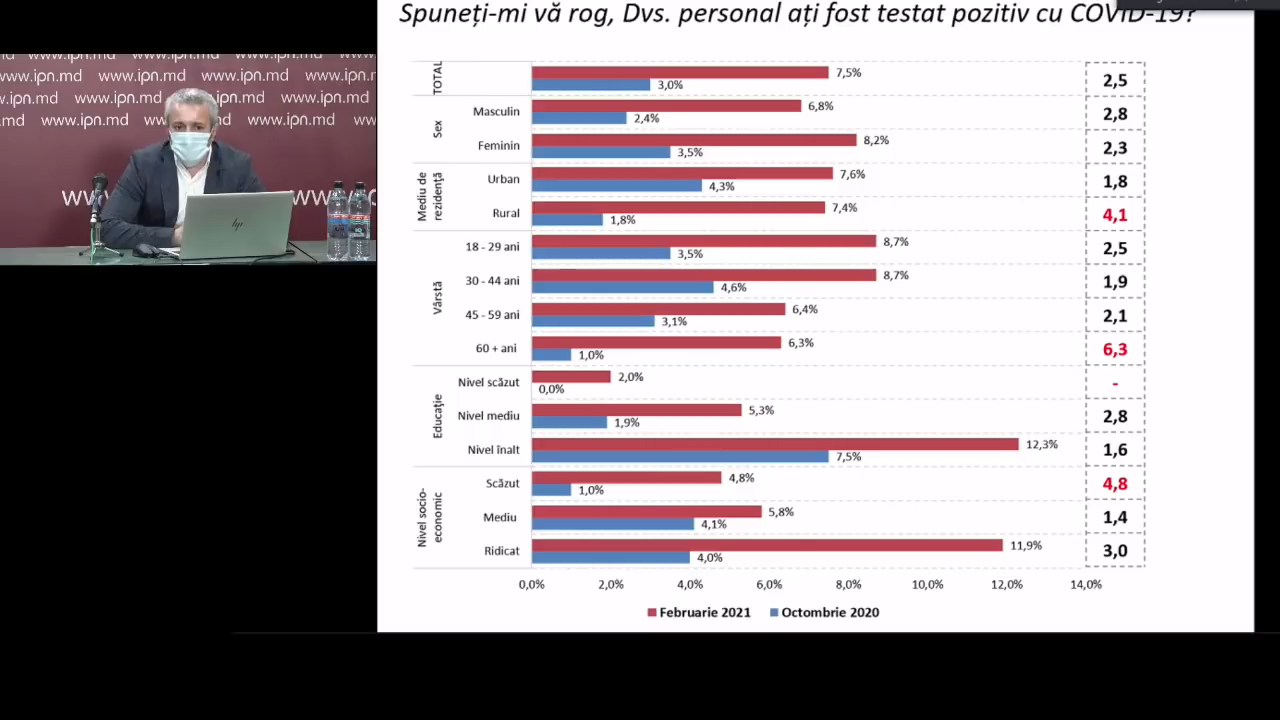 Spuneți-mi vă rog, Dvs. personal ați fost testat pozitiv cu COVID-19?
www.ipn.md www.ipn.md www.ipn.md
www.ipn.md www.ipn.md
www.ipn.md www.ipn.md
TOTAL 7,5% 2,5
3,0%
Sex
Masculin 6,8% 2,8
2,4%
Feminin 8,2% 2,3
3,5%
Mediu de rezidență
Urban 7,6% 1,8
4,3%
Rural 7,4% 4,1
1,8%
Vârstă
18 - 29 ani 8,7% 2,5
3,5%
30 - 44 ani 8,7% 1,9
4,6%
45 - 59 ani 6,4% 2,1
3,1%
60 + ani 6,3% 6,3
1,0%
Educație
Nivel scăzut 2,0% -
0,0%
Nivel mediu 5,3% 2,8
1,9%
Nivel înalt 12,3% 1,6
7,5%
Nivel socio-economic
Scăzut 4,8% 4,8
1,0%
Mediu 5,8% 1,4
4,1%
Ridicat 11,9% 3,0
4,0%
0,0% 2,0% 4,0% 6,0% 8,0% 10,0% 12,0% 14,0%
Februarie 2021 Octombrie 2020
hp